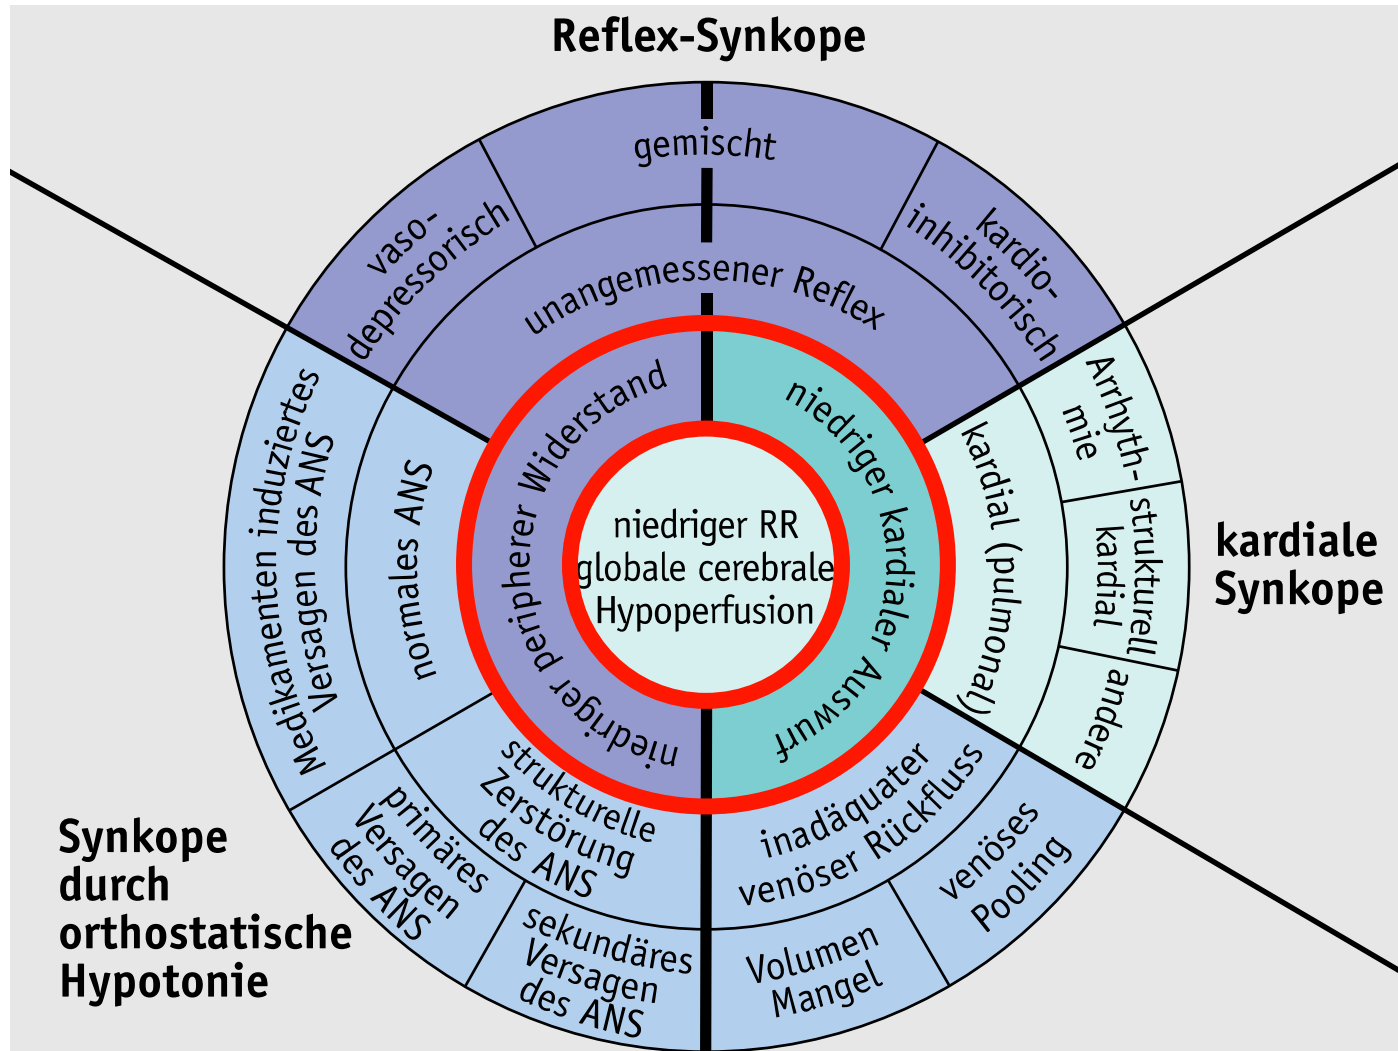 Reflex-Synkope
gemischt
vaso-
depressorisch
kardio-
inhibitorisch
unangemessener Reflex
niedriger peripherer Widerstand
niedriger kardialer Auswurf
niedriger RR
globale cerebrale
Hypoperfusion
Medikamenten induziertes
Versagen des ANS
normales ANS
kardial (pulmonal)
Arrhyth-
mie
strukturell
kardial
andere
kardiale
Synkope
strukturelle
Zerstörung
des ANS
primäres
Versagen
des ANS
sekundäres
Versagen
des ANS
inadäquater
venöser Rückfluss
Volumen
Mangel
venöses
Pooling
Synkope
durch
orthostatische
Hypotonie